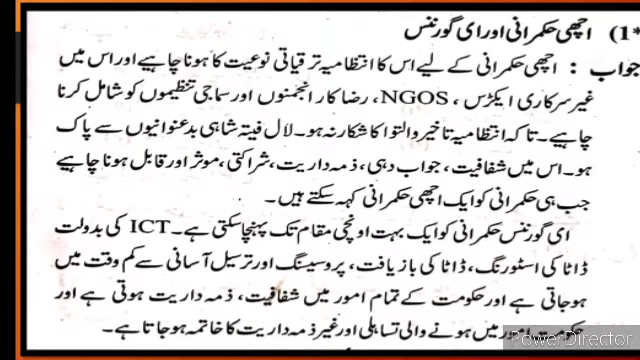 *1) اچھی حکمرانی اور ای گورننس
جواب : اچھی حکمرانی کے لیے اس کا انتظامیہ ترقیاتی نوعیت کا ہونا چاہیے اور اس میں
غیر سرکاری ایکٹرس ، NGOS، رضا کار انجمنوں اور سماجی تنظیموں کو شامل کرنا
چاہیے۔ تا کہ انتظامیہ تاخیر والتوا کا شکار نہ ہو۔ لال فیتہ شاہی بدعنوانیوں سے پاک
ہو۔ اس میں شفافیت، جواب دہی، ذمہ داریت، شراکتی، موثر اور قابل ہونا چاہیے
جب ہی حکمرانی کو ایک اچھی حکمرانی کہہ سکتے ہیں۔
ای گورننس حکمرانی کو ایک بہت اونچی مقام تک پہنچا سکتی ہے۔ ICT کی بدولت
ڈاٹا کی اسٹورنگ، ڈاٹا کی بازیافت، پروسیسنگ اور ترسیل آسانی سے کم وقت میں
ہو جاتی ہے اور حکومت کے تمام امور میں شفافیت، ذمہ داریت ہوتی ہے اور
حکومتی امور میں ہونے والی تساہلی اور غیر ذمہ داریت کا خاتمہ ہو جاتا ہے۔
PowerDirector